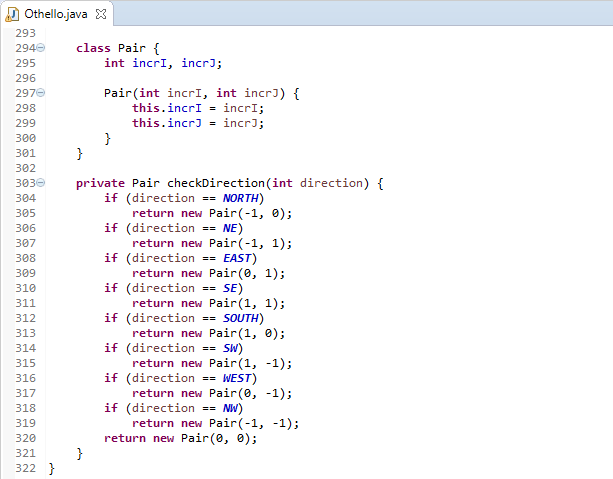 Othello.java
293
294 class Pair {
295 int incrI, incrJ;
296
297 Pair(int incrI, int incrJ) {
298 this.incrI = incrI;
299 this.incrJ = incrJ;
300 }
301 }
302
303 private Pair checkDirection(int direction) {
304 if (direction == NORTH)
305 return new Pair(-1, 0);
306 if (direction == NE)
307 return new Pair(-1, 1);
308 if (direction == EAST)
309 return new Pair(0, 1);
310 if (direction == SE)
311 return new Pair(1, 1);
312 if (direction == SOUTH)
313 return new Pair(1, 0);
314 if (direction == SW)
315 return new Pair(1, -1);
316 if (direction == WEST)
317 return new Pair(0, -1);
318 if (direction == NW)
319 return new Pair(-1, -1);
320 return new Pair(0, 0);
321 }
322 }